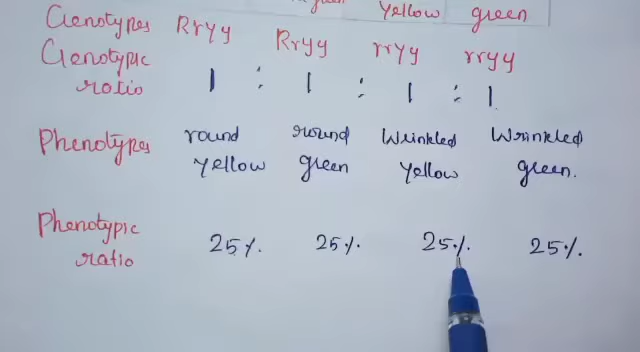 green yellow green
Genotypes RrYy RrYy rrYy rryy
Genotypic
ratio 1 : 1 : 1 : 1
Phenotypes round round Wrinkled Wrinkled
yellow green yellow green.
Phenotypic
ratio 25% 25% 25% 25%